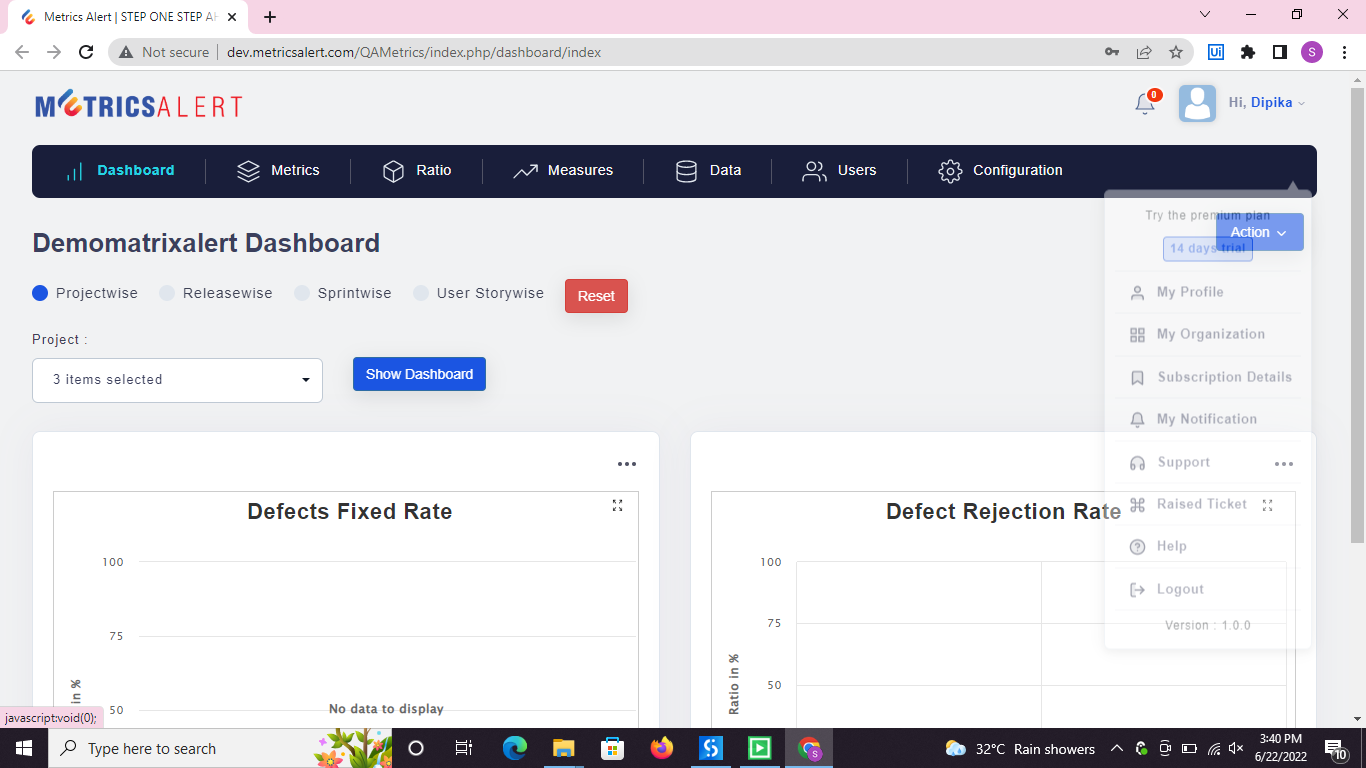 Metrics Alert | STEP ONE STEP AH
Not secure
dev.metricsalert.com/QAMetrics/index.php/dashboard/index
Ui
S
METRICSALERT
0
Hi, Dipika
Dashboard
Metrics
Ratio
Measures
Data
Users
Configuration
Try the premium plan
Action
14 days trial
Demomatrixalert Dashboard
Projectwise
Releasewise
Sprintwise
User Storywise
Reset
My Profile
My Organization
Project :
3 items selected
Show Dashboard
Subscription Details
My Notification
Support
Raised Ticket
Help
Logout
Version : 1.0.0
Defects Fixed Rate
100
75
50
in %
No data to display
Defect Rejection Rate
100
75
50
Ratio in %
javascript:void(0);
Type here to search
32°C Rain showers
3:40 PM
6/22/2022
10